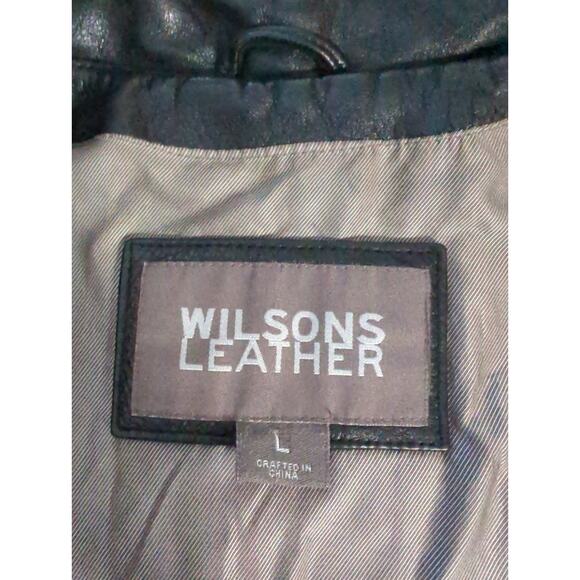 WILSONS
LEATHER
L
CRAFTED IN
CHINA